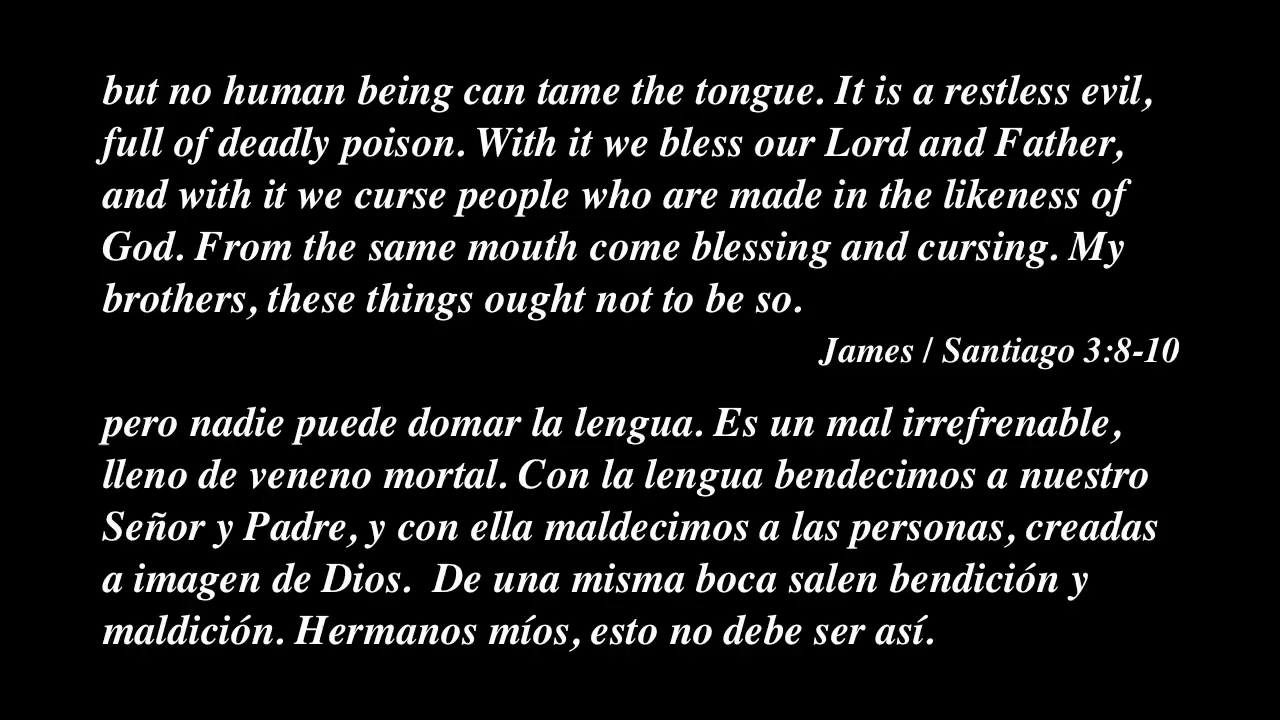 but no human being can tame the tongue. It is a restless evil,
full of deadly poison. With it we bless our Lord and Father,
and with it we curse people who are made in the likeness of
God. From the same mouth come blessing and cursing. My
brothers, these things ought not to be so.
James / Santiago 3:8-10
pero nadie puede domar la lengua. Es un mal irrefrenable,
lleno de veneno mortal. Con la lengua bendecimos a nuestro
Señor y Padre, y con ella maldecimos a las personas, creadas
a imagen de Dios.  De una misma boca salen bendición y
maldición. Hermanos míos, esto no debe ser así.